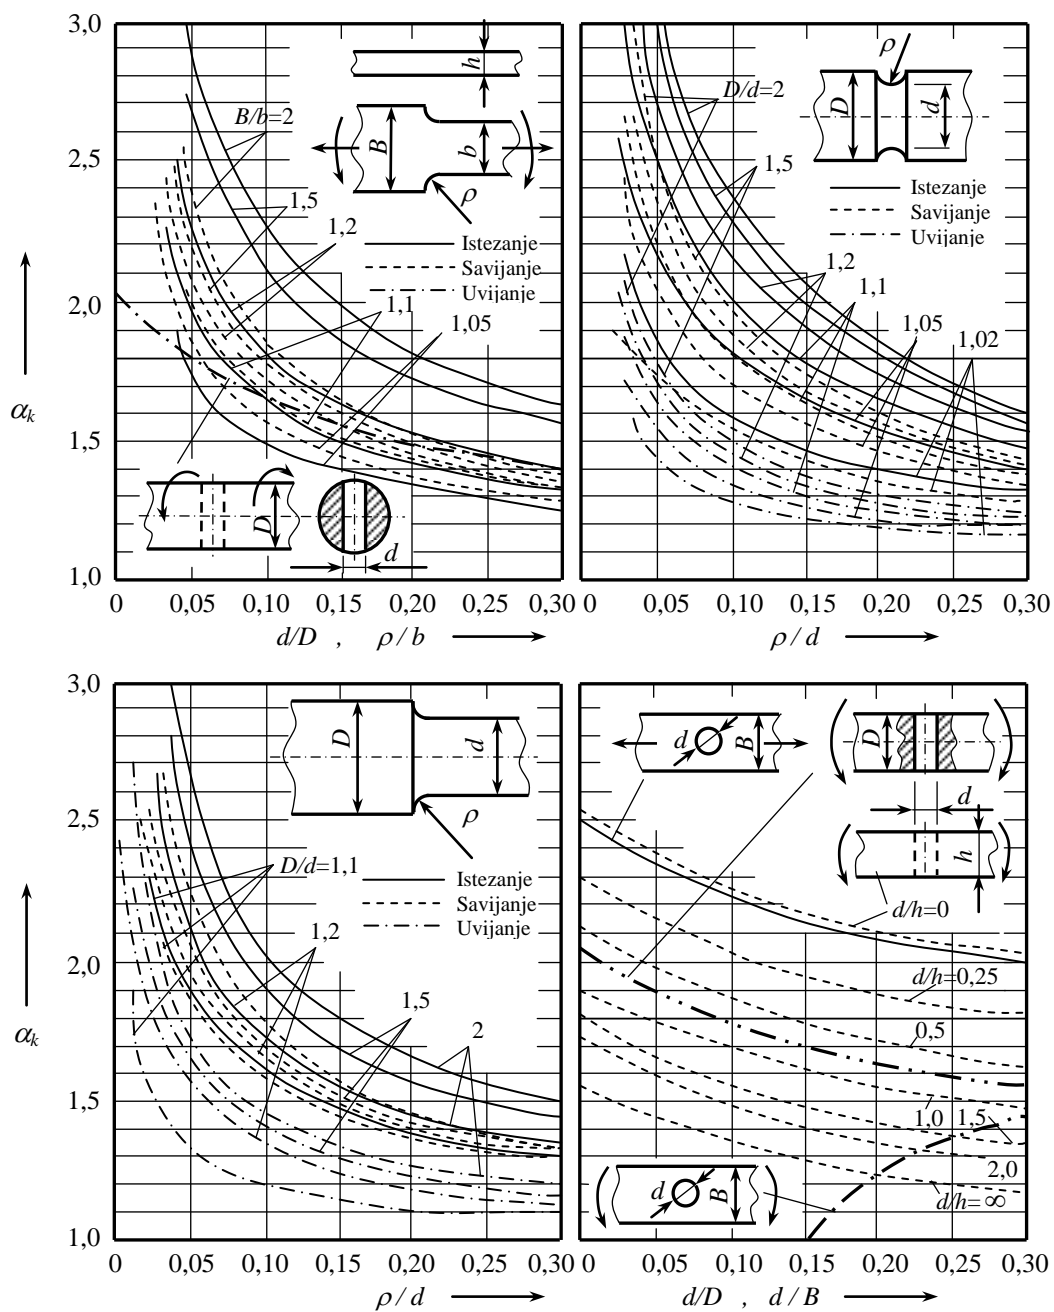 3,0
2,5
2,0
1,5
1,0
α_k
B/b=2
1,5
1,2
1,1
1,05
h
B
b
ρ
Istezanje
Savijanje
Uvijanje
D
d
0 0,05 0,10 0,15 0,20 0,25 0,30
d/D , ρ/b
D/d=2
1,5
1,2
1,1
1,05
1,02
ρ
D
d
Istezanje
Savijanje
Uvijanje
0 0,05 0,10 0,15 0,20 0,25 0,30
ρ/d
3,0
2,5
2,0
1,5
1,0
α_k
D
d
ρ
D/d=1,1
1,2
1,5
2
Istezanje
Savijanje
Uvijanje
0 0,05 0,10 0,15 0,20 0,25 0,30
ρ/d
d
B
D
d
h
d/h=0
d/h=0,25
0,5
1,0
1,5
2,0
d/h=∞
d
B
0 0,05 0,10 0,15 0,20 0,25 0,30
d/D , d/B